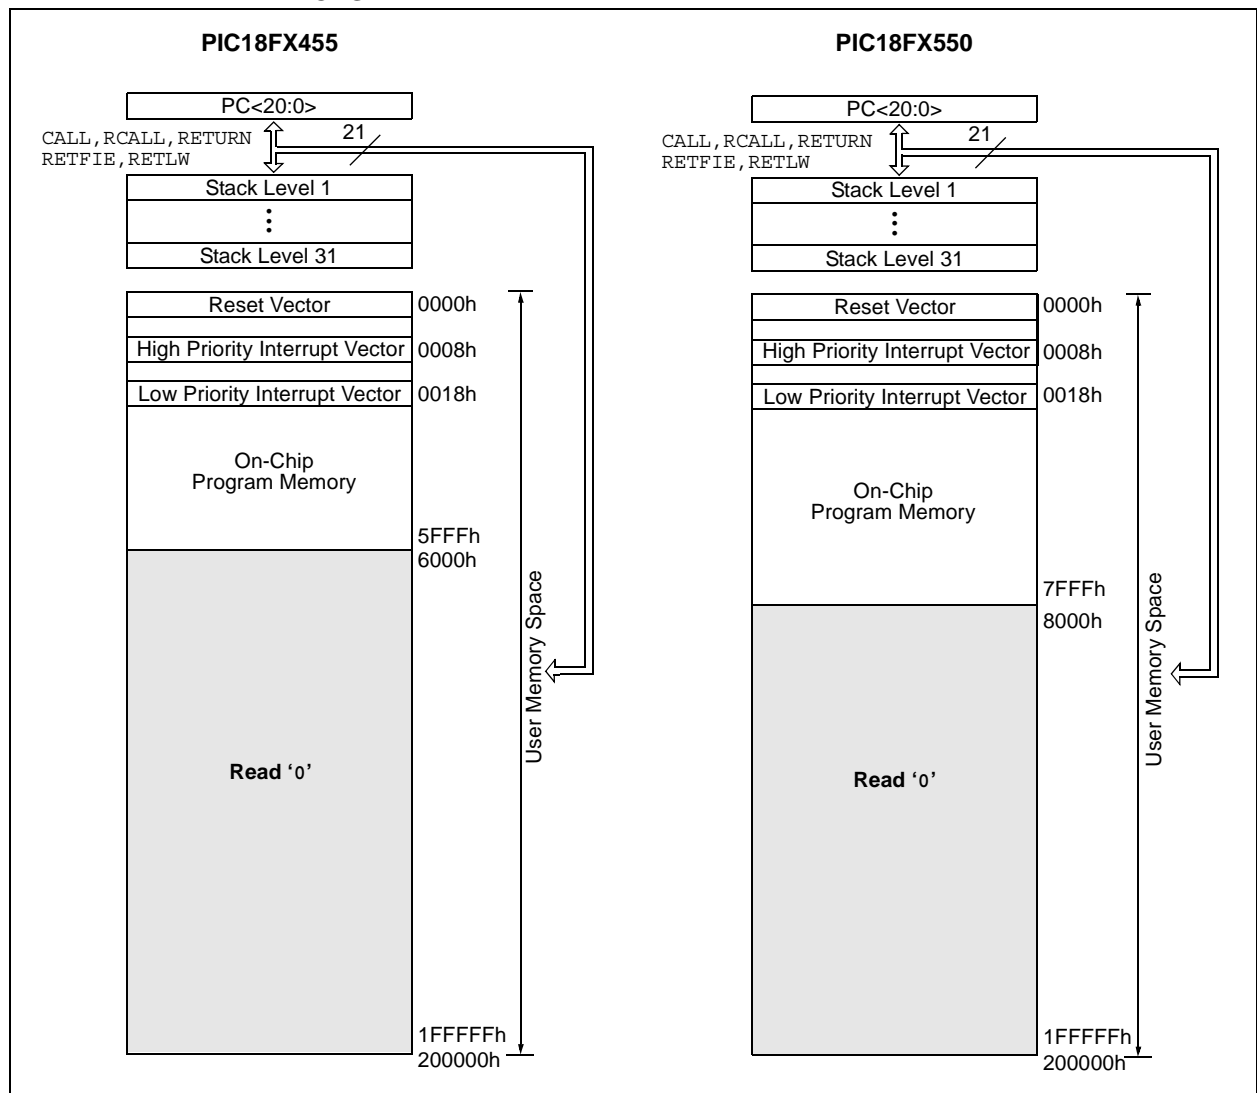 PIC18FX455
PC<20:0>
CALL,RCALL,RETURN
RETFIE,RETLW
21
Stack Level 1
Stack Level 31
Reset Vector
0000h
High Priority Interrupt Vector
0008h
Low Priority Interrupt Vector
0018h
On-Chip
Program Memory
5FFFh
6000h
User Memory Space
Read ‘0’
1FFFFFh
200000h
PIC18FX550
PC<20:0>
CALL,RCALL,RETURN
RETFIE,RETLW
21
Stack Level 1
Stack Level 31
Reset Vector
0000h
High Priority Interrupt Vector
0008h
Low Priority Interrupt Vector
0018h
On-Chip
Program Memory
7FFFh
8000h
User Memory Space
Read ‘0’
1FFFFFh
200000h